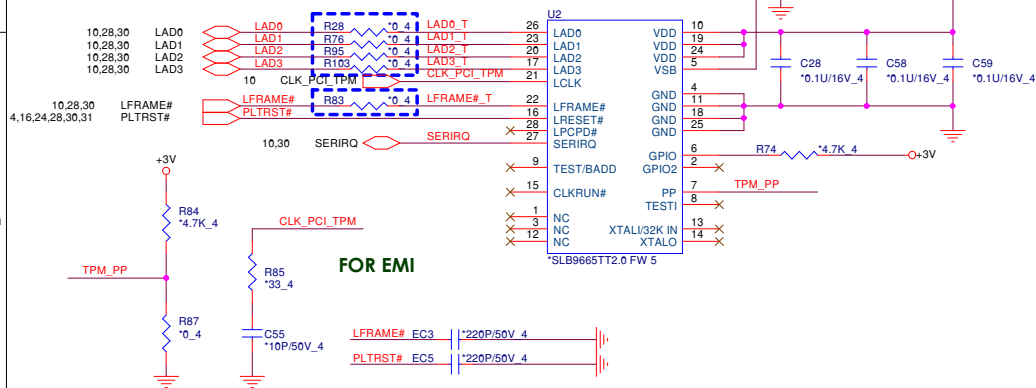 U2
10,28,30 LAD0 LAD0 R28 *0_4 LAD0_T 26 LAD0 VDD 10
10,28,30 LAD1 LAD1 R76 *0_4 LAD1_T 23 LAD1 VDD 19
10,28,30 LAD2 LAD2 R95 *0_4 LAD2_T 20 LAD2 VDD 24
10,28,30 LAD3 LAD3 R103 *0_4 LAD3_T 17 LAD3 VSB 5
10 CLK_PCI_TPM CLK_PCI_TPM 21 LCLK
C28 *0.1U/16V_4
C58 *0.1U/16V_4
C59 *0.1U/16V_4
GND 4
10,28,30 LFRAME# LFRAME# R83 *0_4 LFRAME#_T 22 LFRAME# GND 11
4,16,24,28,30,31 PLTRST# PLTRST# 16 LRESET# GND 18
28 LPCPD# GND 25
10,30 SERIRQ SERIRQ 27 SERIRQ
GPIO 6 R74 *4.7K_4 +3V
9 TEST/BADD GPIO2 2
15 CLKRUN# PP 7 TPM_PP
TESTI 8
1 NC
3 NC XTALI/32K IN 13
12 NC XTALO 14
*SLB9665TT2.0 FW 5
+3V
R84
*4.7K_4
TPM_PP
R87
*0_4
CLK_PCI_TPM
R85
*33_4
C55
*10P/50V_4
FOR EMI
LFRAME# EC3 *220P/50V_4
PLTRST# EC5 *220P/50V_4